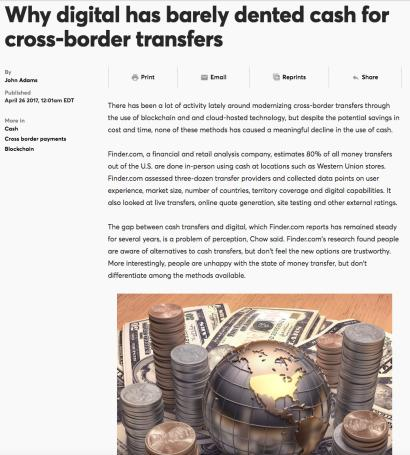 Why digital has barely dented cash for
cross-border transfers
By
John Adams
Published
April 26 2017, 12:01am EDT
More in
Cash
Cross border payments
Blockchain
Print
Email
Reprints
Share
There has been a lot of activity lately around modernizing cross-border transfers through
the use of blockchain and and cloud-hosted technology, but despite the potential savings in
cost and time, none of these methods has caused a meaningful decline in the use of cash.
Finder.com, a financial and retail analysis company, estimates 80% of all money transfers
out of the U.S. are done in-person using cash at locations such as Western Union stores.
Finder.com assessed three-dozen transfer providers and collected data points on user
experience, market size, number of countries, territory coverage and digital capabilities. It
also looked at live transfers, online quote generation, site testing and other external ratings.
The gap between cash transfers and digital, which Finder.com reports has remained steady
for several years, is a problem of perception, Chow said. Finder.com's research found people
are aware of alternatives to cash transfers, but don't feel the new options are trustworthy.
More interestingly, people are unhappy with the state of money transfer, but don't
differentiate among the methods available.